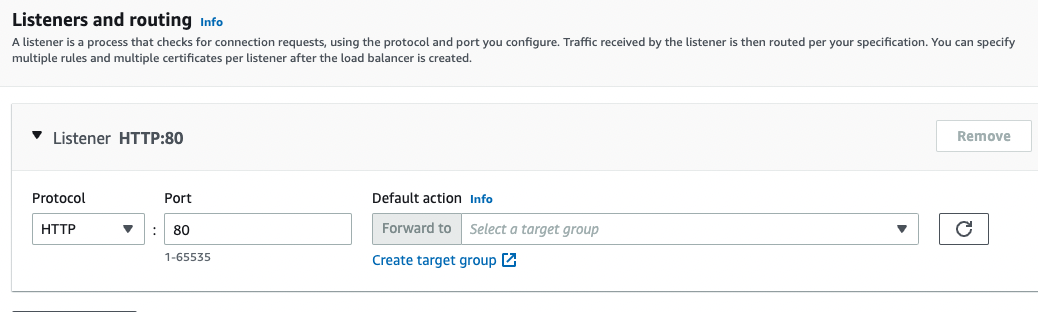 Listeners and routing Info
A listener is a process that checks for connection requests, using the protocol and port you configure. Traffic received by the listener is then routed per your specification. You can specify
multiple rules and multiple certificates per listener after the load balancer is created.
Listener HTTP:80
Remove
Protocol Port Default action Info
HTTP : 80 Forward to Select a target group
1-65535
Create target group